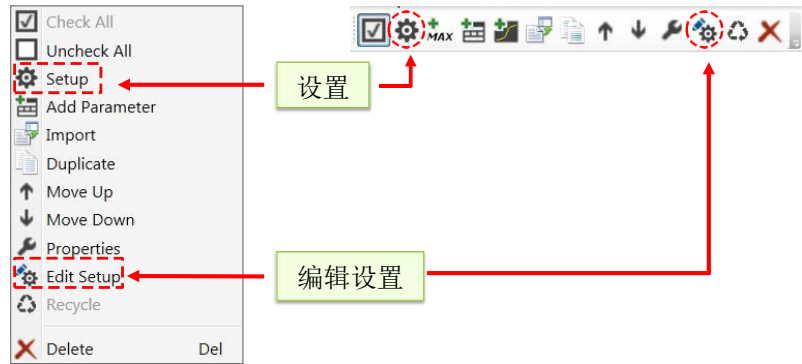 Check All
Uncheck All
Setup
Add Parameter
Import
Duplicate
Move Up
Move Down
Properties
Edit Setup
Recycle
Delete Del
MAX
设置
编辑设置